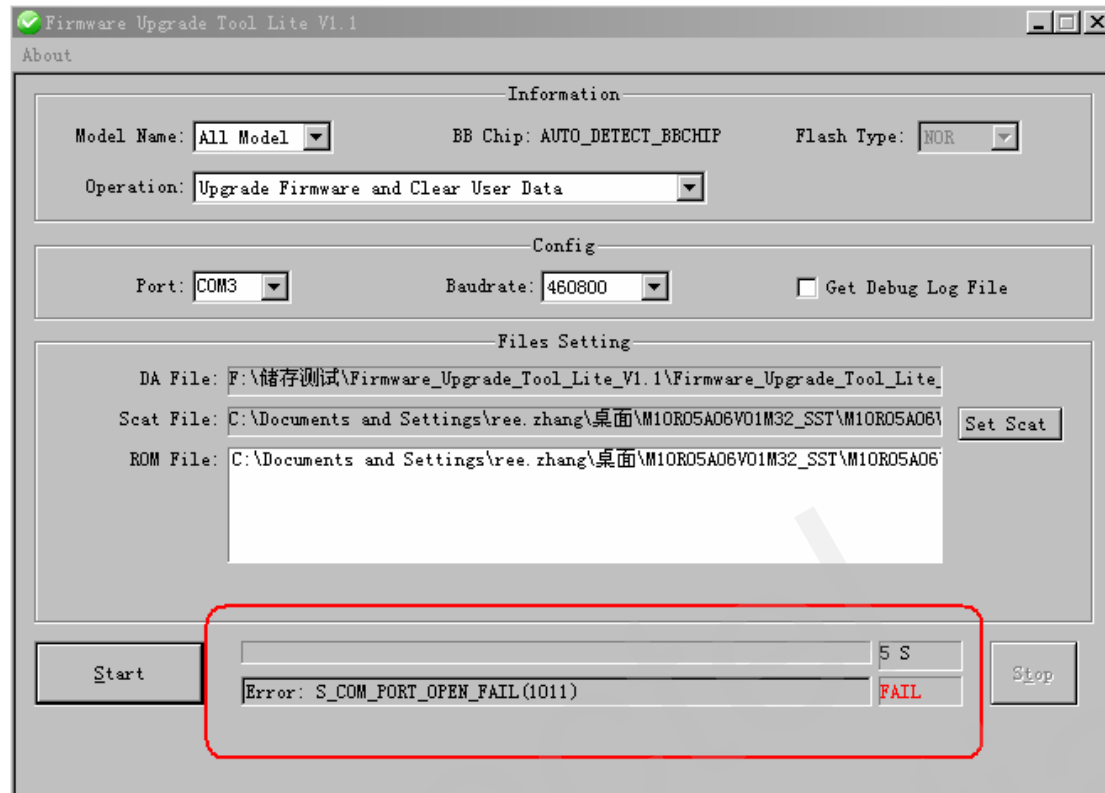 Firmware Upgrade Tool Lite V1.1
About
Information
Model Name: All Model BB Chip: AUTO_DETECT_BBCHIP Flash Type: NOR
Operation: Upgrade Firmware and Clear User Data
Config
Port: COM3 Baudrate: 460800 Get Debug Log File
Files Setting
DA File: F:\储存测试\Firmware_Upgrade_Tool_Lite_V1.1\Firmware_Upgrade_Tool_Lite_
Scat File: C:\Documents and Settings\ree.zhang\桌面\M10R05A06V01M32_SST\M10R05A06\ Set Scat
ROM File: C:\Documents and Settings\ree.zhang\桌面\M10R05A06V01M32_SST\M10R05A06
5 S
Start Stop
Error: S_COM_PORT_OPEN_FAIL(1011) FAIL